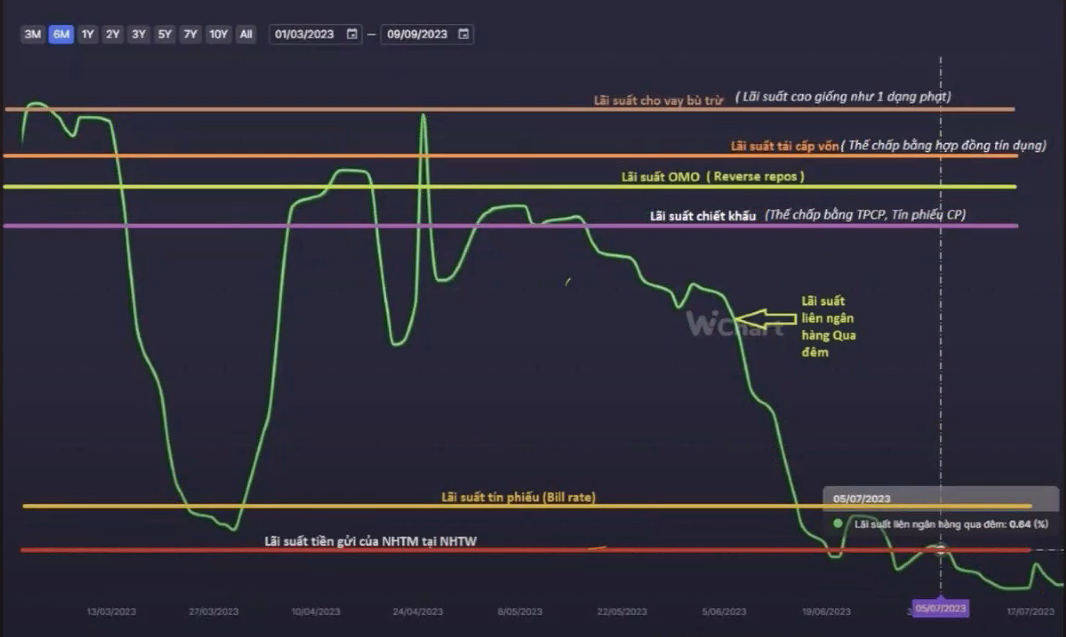 3M 6M 1Y 2Y 3Y 5Y 7Y 10Y All 01/03/2023 — 09/09/2023
Lãi suất cho vay bù trừ ( Lãi suất cao giống như 1 dạng phạt)
Lãi suất tái cấp vốn ( Thế chấp bằng hợp đồng tín dụng)
Lãi suất OMO ( Reverse repos )
Lãi suất chiết khấu (Thế chấp bằng TPCP, Tín phiếu CP)
Lãi suất
liên ngân
hàng Qua
đêm
WiChart
Lãi suất tín phiếu (Bill rate)
05/07/2023
Lãi suất liên ngân hàng qua đêm: 0.64 (%)
Lãi suất tiền gửi của NHTM tại NHTW
13/03/2023 27/03/2023 10/04/2023 24/04/2023 8/05/2023 22/05/2023 5/06/2023 19/06/2023 05/07/2023 17/07/2023